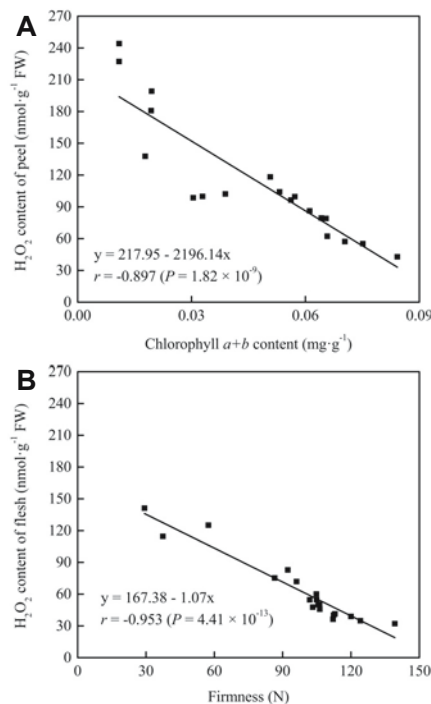 A
270
240
210
180
150
120
90
60
30
0
H₂O₂ content of peel (nmol·g⁻¹ FW)
y = 217.95 - 2196.14x
r = -0.897 (P = 1.82 × 10⁻⁹)
0.00 0.03 0.06 0.09
Chlorophyll a+b content (mg·g⁻¹)
B
270
240
210
180
150
120
90
60
30
0
H₂O₂ content of flesh (nmol·g⁻¹ FW)
y = 167.38 - 1.07x
r = -0.953 (P = 4.41 × 10⁻¹³)
0 30 60 90 120 150
Firmness (N)